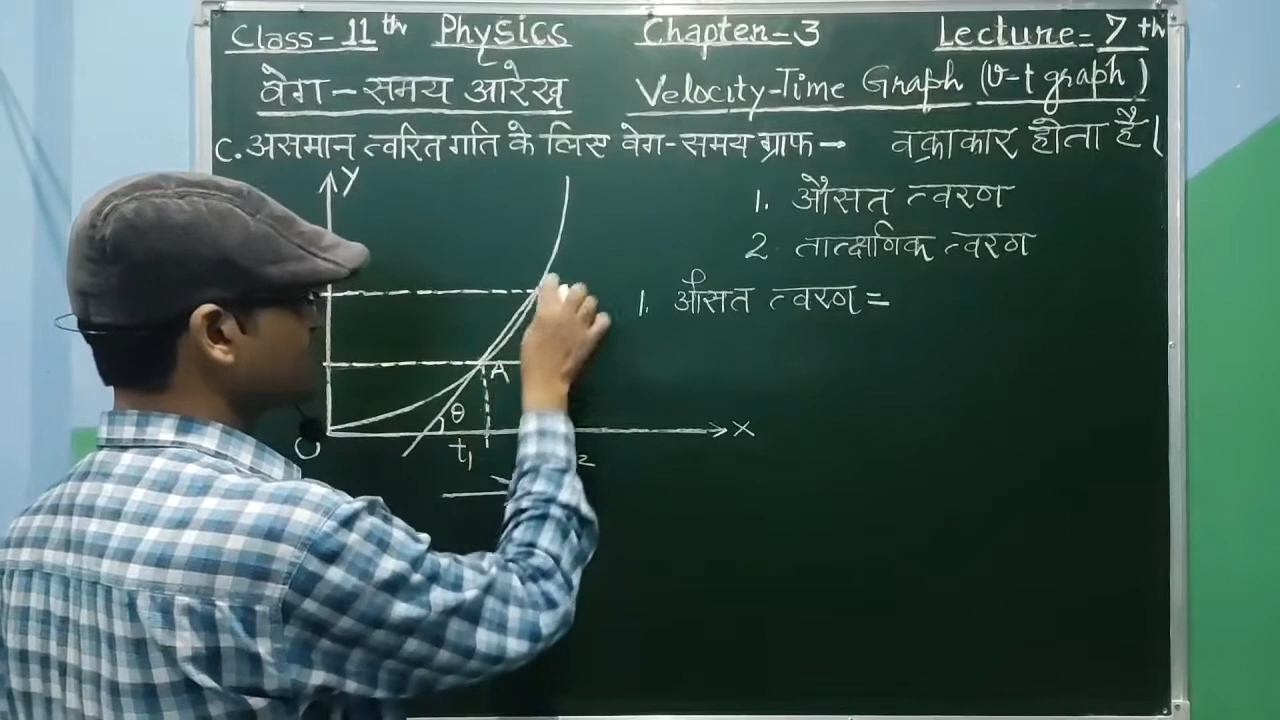 Class-11th Physics Chapter-3 Lecture-7th
वेग-समय आरेख Velocity-Time Graph (v-t graph)
C. असमान त्वरित गति के लिए वेग-समय ग्राफ→ वक्राकार होता है।
1. औसत त्वरण
2. तात्क्षणिक त्वरण
1. औसत त्वरण =
Y
A
θ
X
O
t₁
2